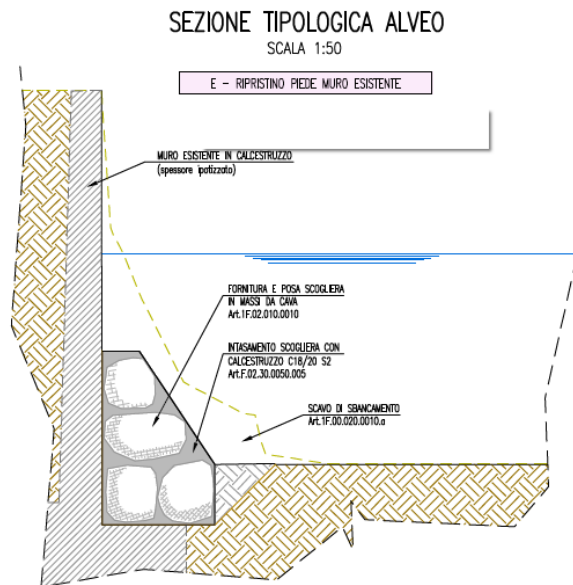 SEZIONE TIPOLOGICA ALVEO
SCALA 1:50
E - RIPRISTINO PIEDE MURO ESISTENTE
MURO ESISTENTE IN CALCESTRUZZO
(spessore ipotizzato)
FORNITURA E POSA SCOGLIERA
IN MASSI DA CAVA
Art.1F.02.010.0010
INTASAMENTO SCOGLIERA CON
CALCESTRUZZO C18/20 S2
Art.F.02.30.0050.005
SCAVO DI SBANCAMENTO
Art.1F.00.020.0010.a